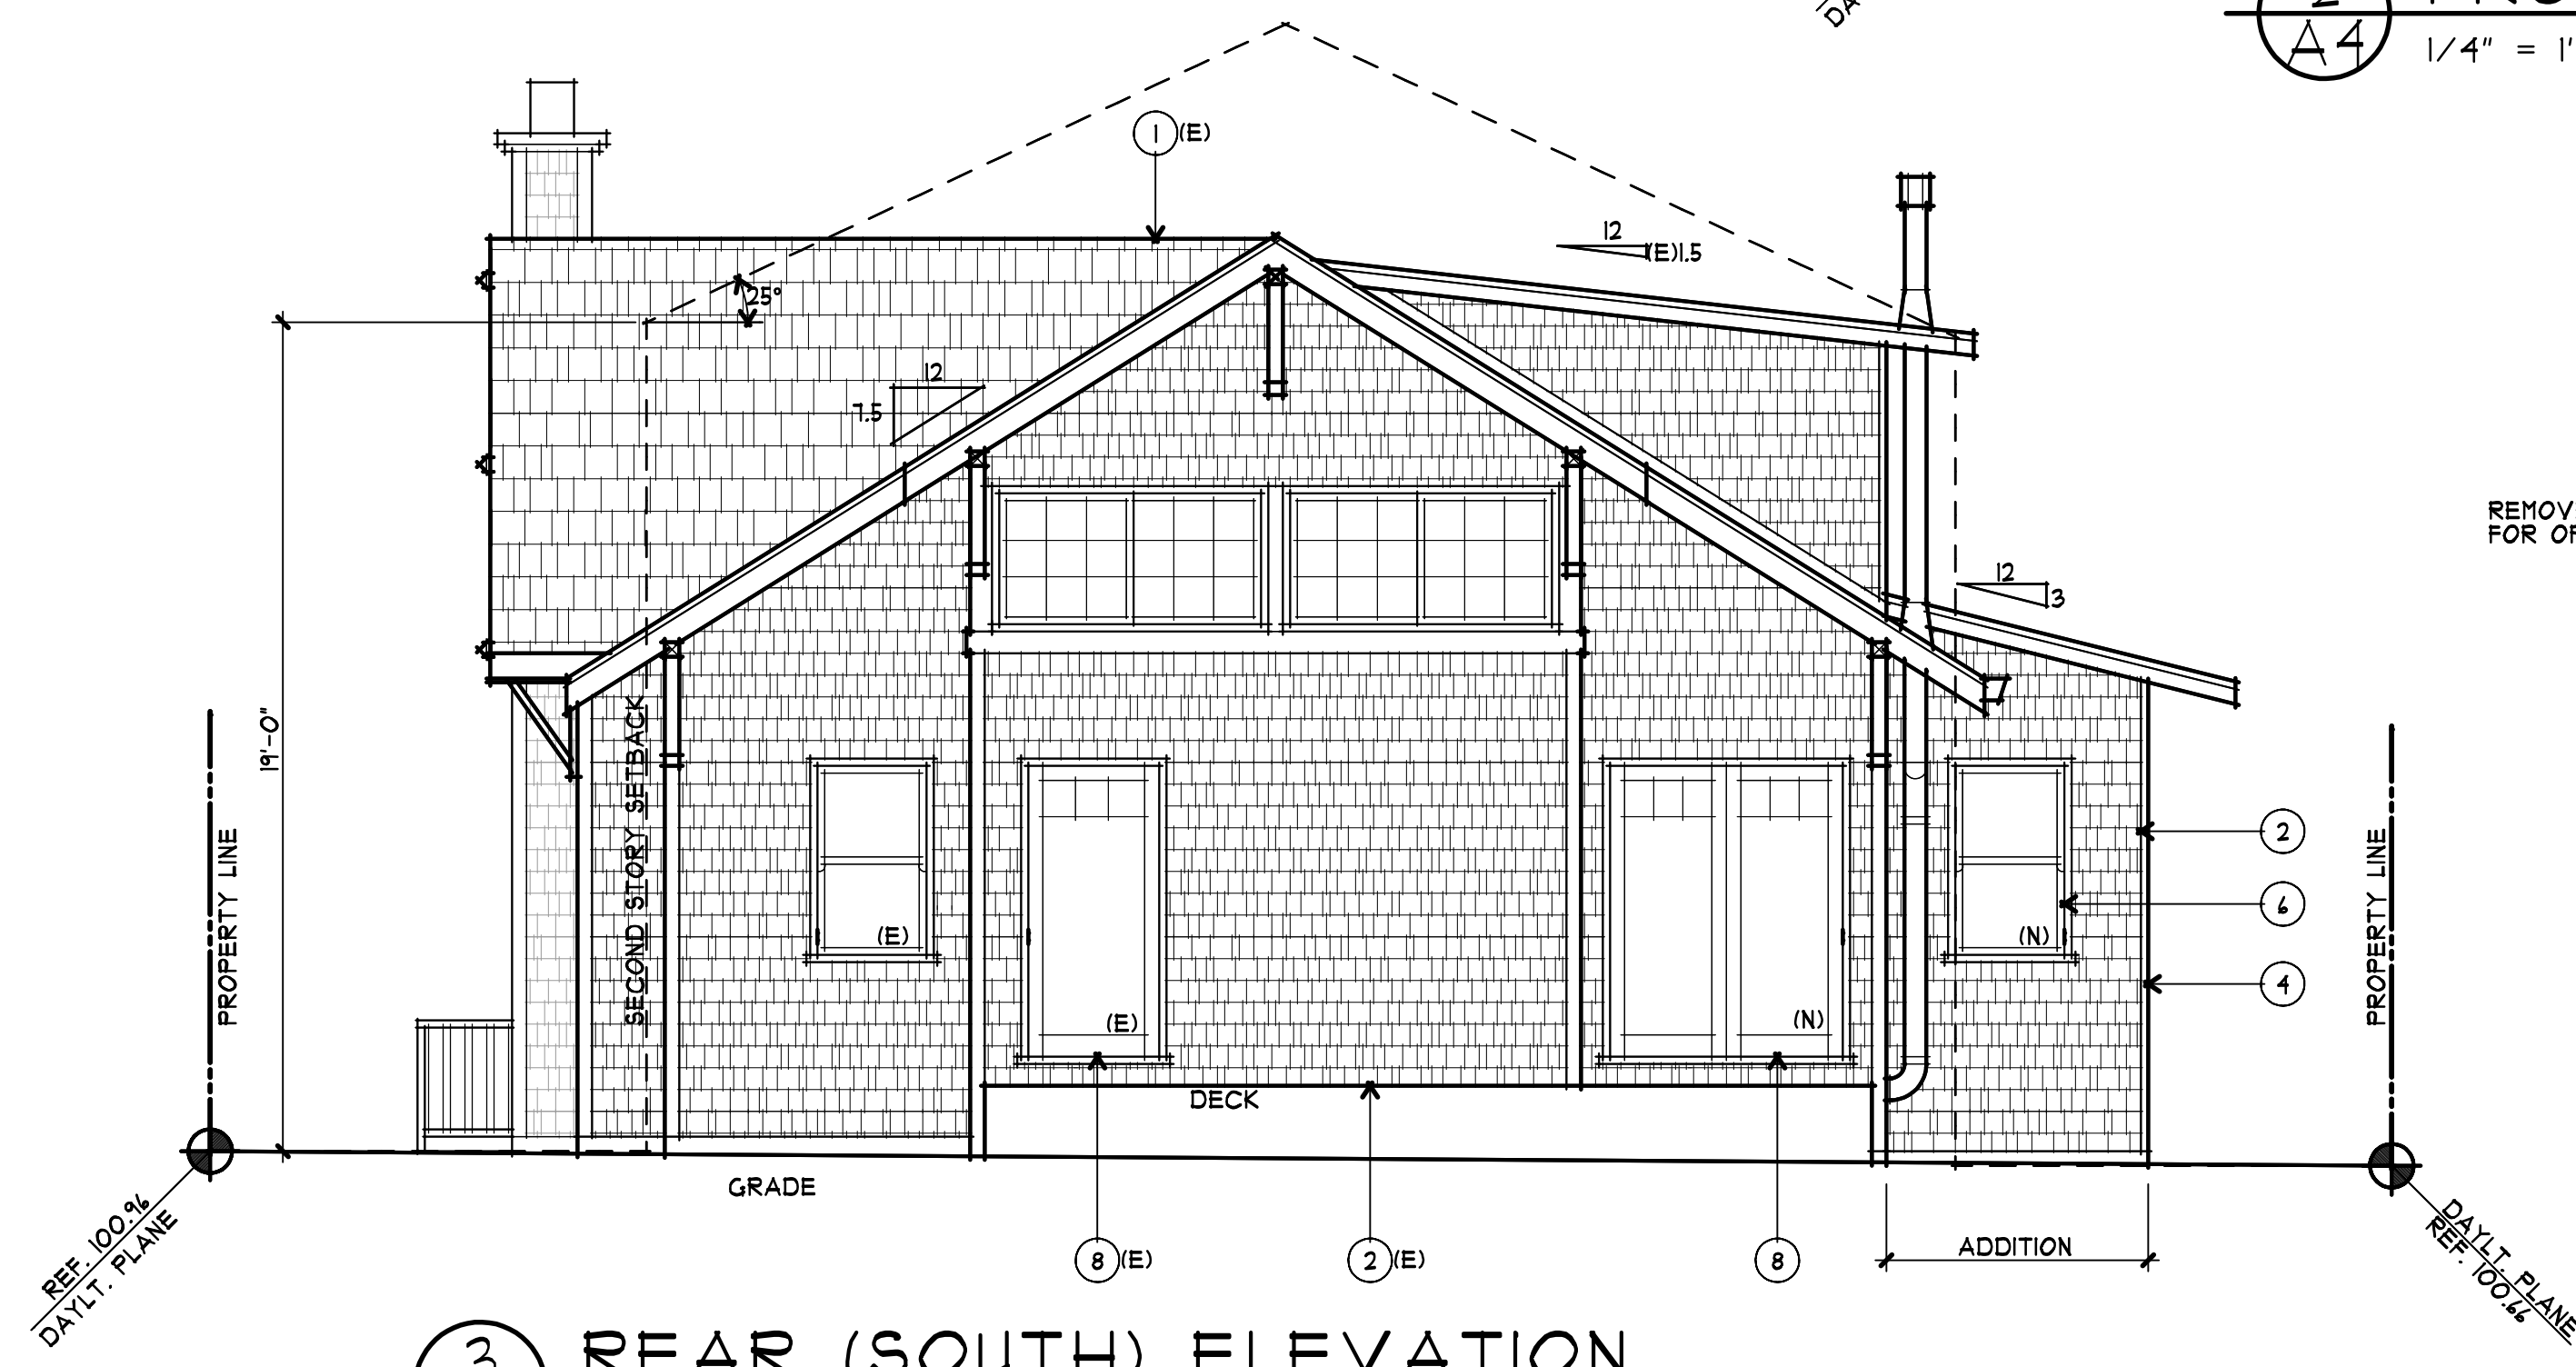 A4
1/4" = 1'
1 (E)
12
(E)1.5
25°
12
7.5
12
3
REMOV
FOR OF
19'-0"
SECOND STORY SETBACK
PROPERTY LINE
PROPERTY LINE
2
6
4
(E)
(E)
(N)
(N)
DECK
GRADE
REF. 100.96
DAYLT. PLANE
DAYLT. PLANE
REF. 100.66
8 (E)
2 (E)
8
ADDITION
3
REAR (SOUTH) ELEVATION